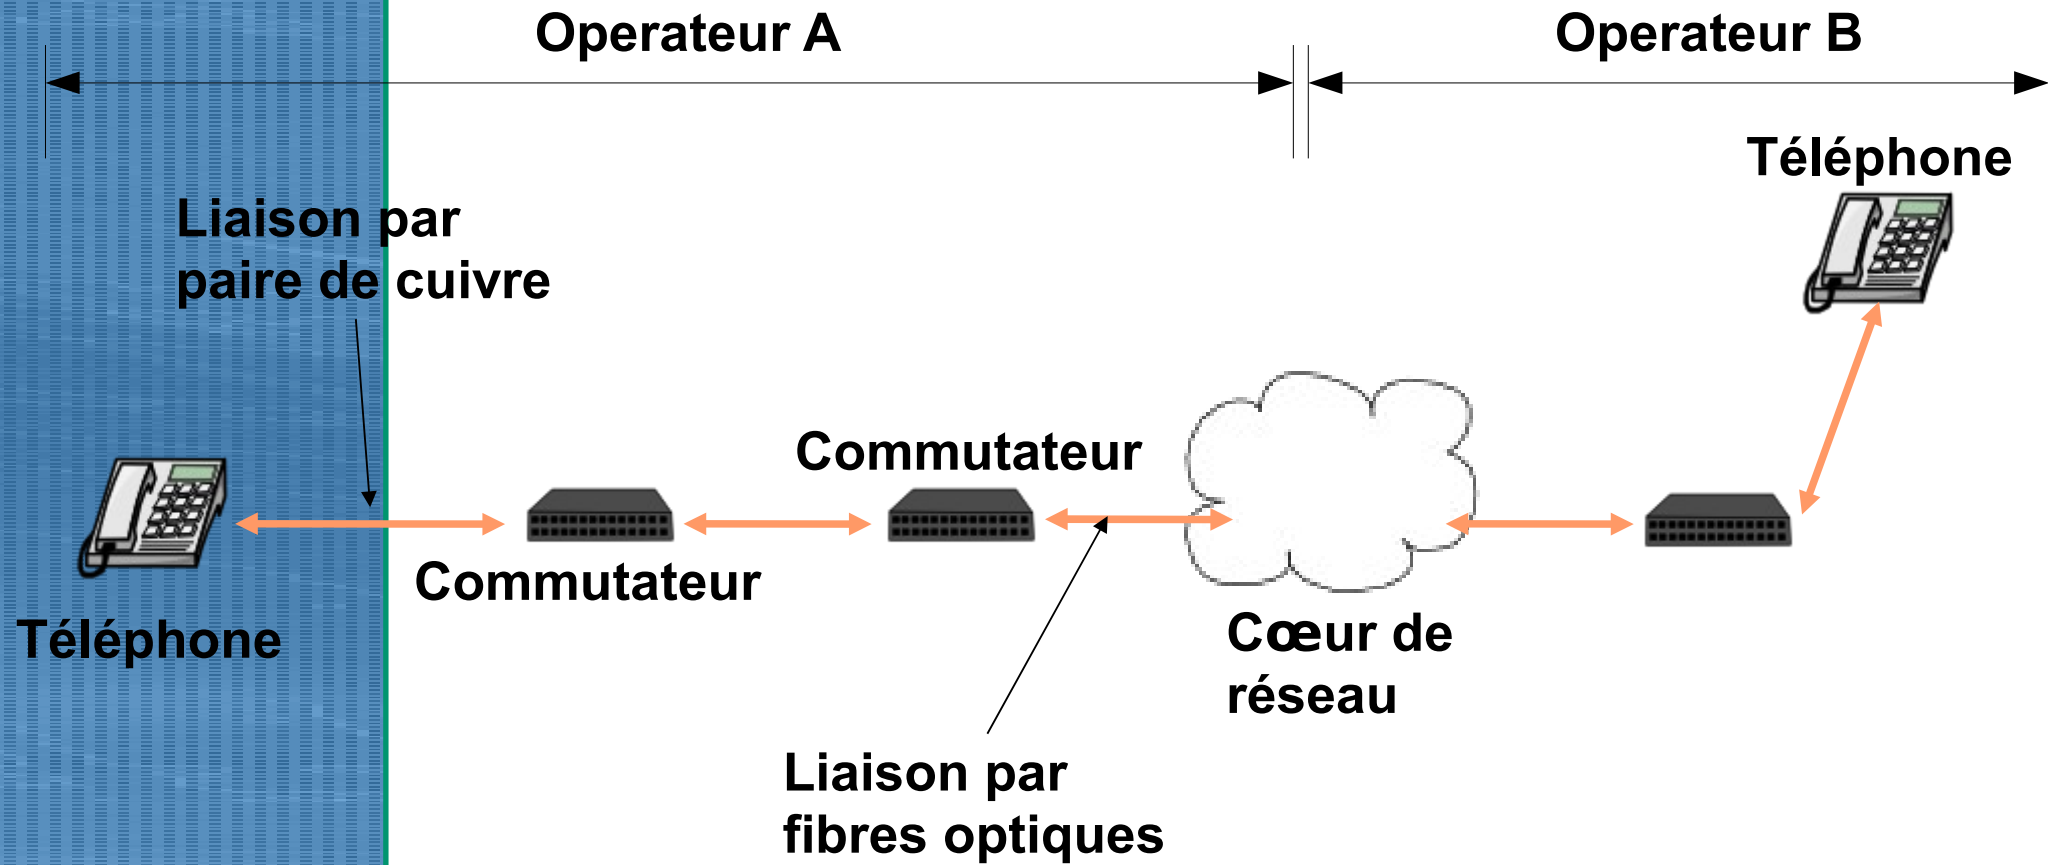 Operateur A
Operateur B
Téléphone
Liaison par
paire de cuivre
Commutateur
Commutateur
Téléphone
Cœur de
réseau
Liaison par
fibres optiques